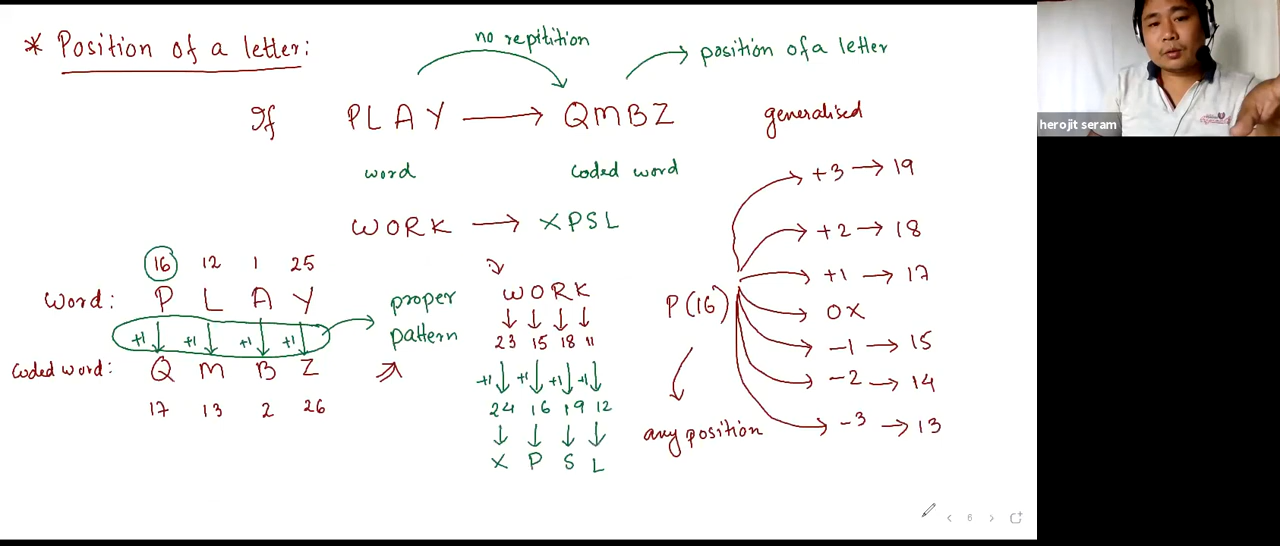 * Position of a letter:
no repitition
position of a letter
If PLAY → QMBZ
generalised
word
coded word
WORK → XPSL
16 12 1 25
Word: P L A Y
+1 +1 +1 +1
Coded word: Q M B Z
17 13 2 26
proper
pattern
WORK
23 15 18 11
+1 +1 +1 +1
24 16 19 12
X P S L
P(16)
any position
+3 → 19
+2 → 18
+1 → 17
0 X
-1 → 15
-2 → 14
-3 → 13
herojit seram
6